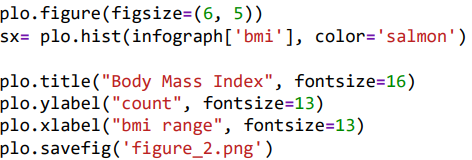 plo.figure(figsize=(6, 5))
sx= plo.hist(infograph['bmi'], color='salmon')
plo.title("Body Mass Index", fontsize=16)
plo.ylabel("count", fontsize=13)
plo.xlabel("bmi range", fontsize=13)
plo.savefig('figure_2.png')